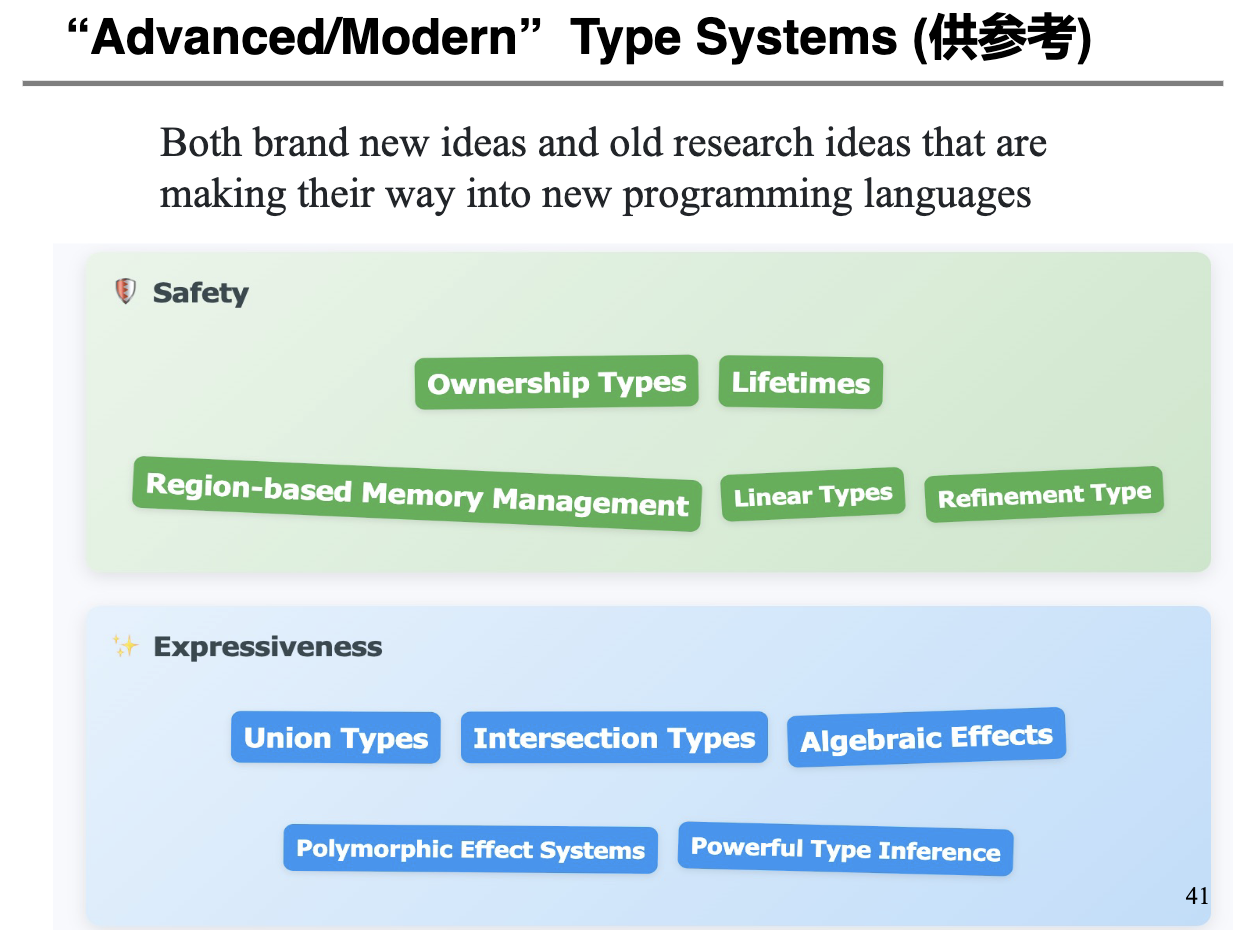 “Advanced/Modern” Type Systems (供参考)
Both brand new ideas and old research ideas that are
making their way into new programming languages
Safety
Ownership Types
Lifetimes
Region-based Memory Management
Linear Types
Refinement Type
Expressiveness
Union Types
Intersection Types
Algebraic Effects
Polymorphic Effect Systems
Powerful Type Inference
41